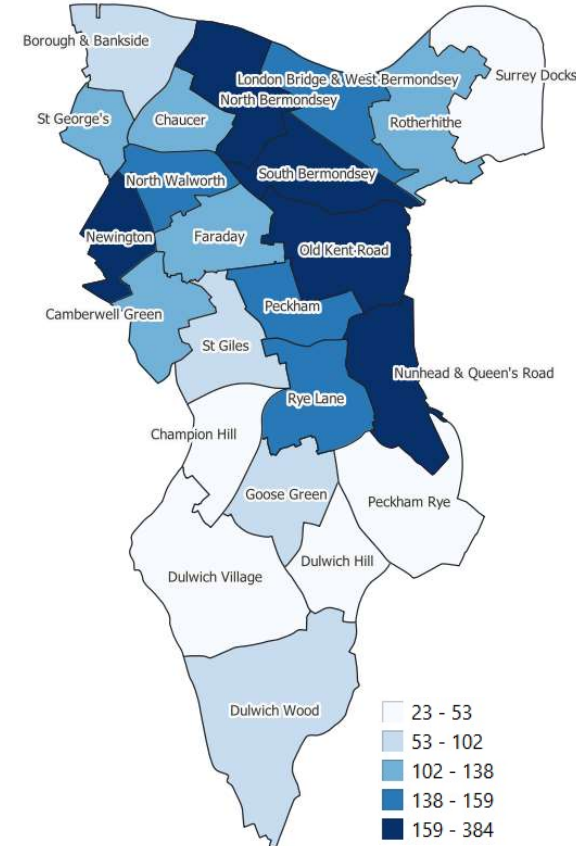 Borough & Bankside
London Bridge & West Bermondsey
Surrey Docks
North Bermondsey
St George's
Chaucer
Rotherhithe
South Bermondsey
North Walworth
Newington
Faraday
Old Kent Road
Camberwell Green
Peckham
St Giles
Nunhead & Queen's Road
Rye Lane
Champion Hill
Goose Green
Peckham Rye
Dulwich Village
Dulwich Hill
Dulwich Wood
23 - 53
53 - 102
102 - 138
138 - 159
159 - 384